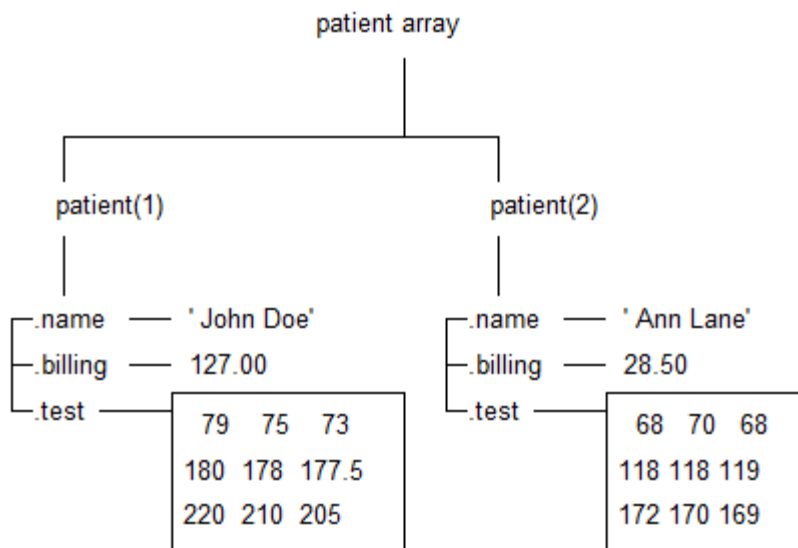 patient array
patient(1)
patient(2)
.name ' John Doe'
.billing 127.00
.test
79 75 73
180 178 177.5
220 210 205
.name ' Ann Lane'
.billing 28.50
.test
68 70 68
118 118 119
172 170 169